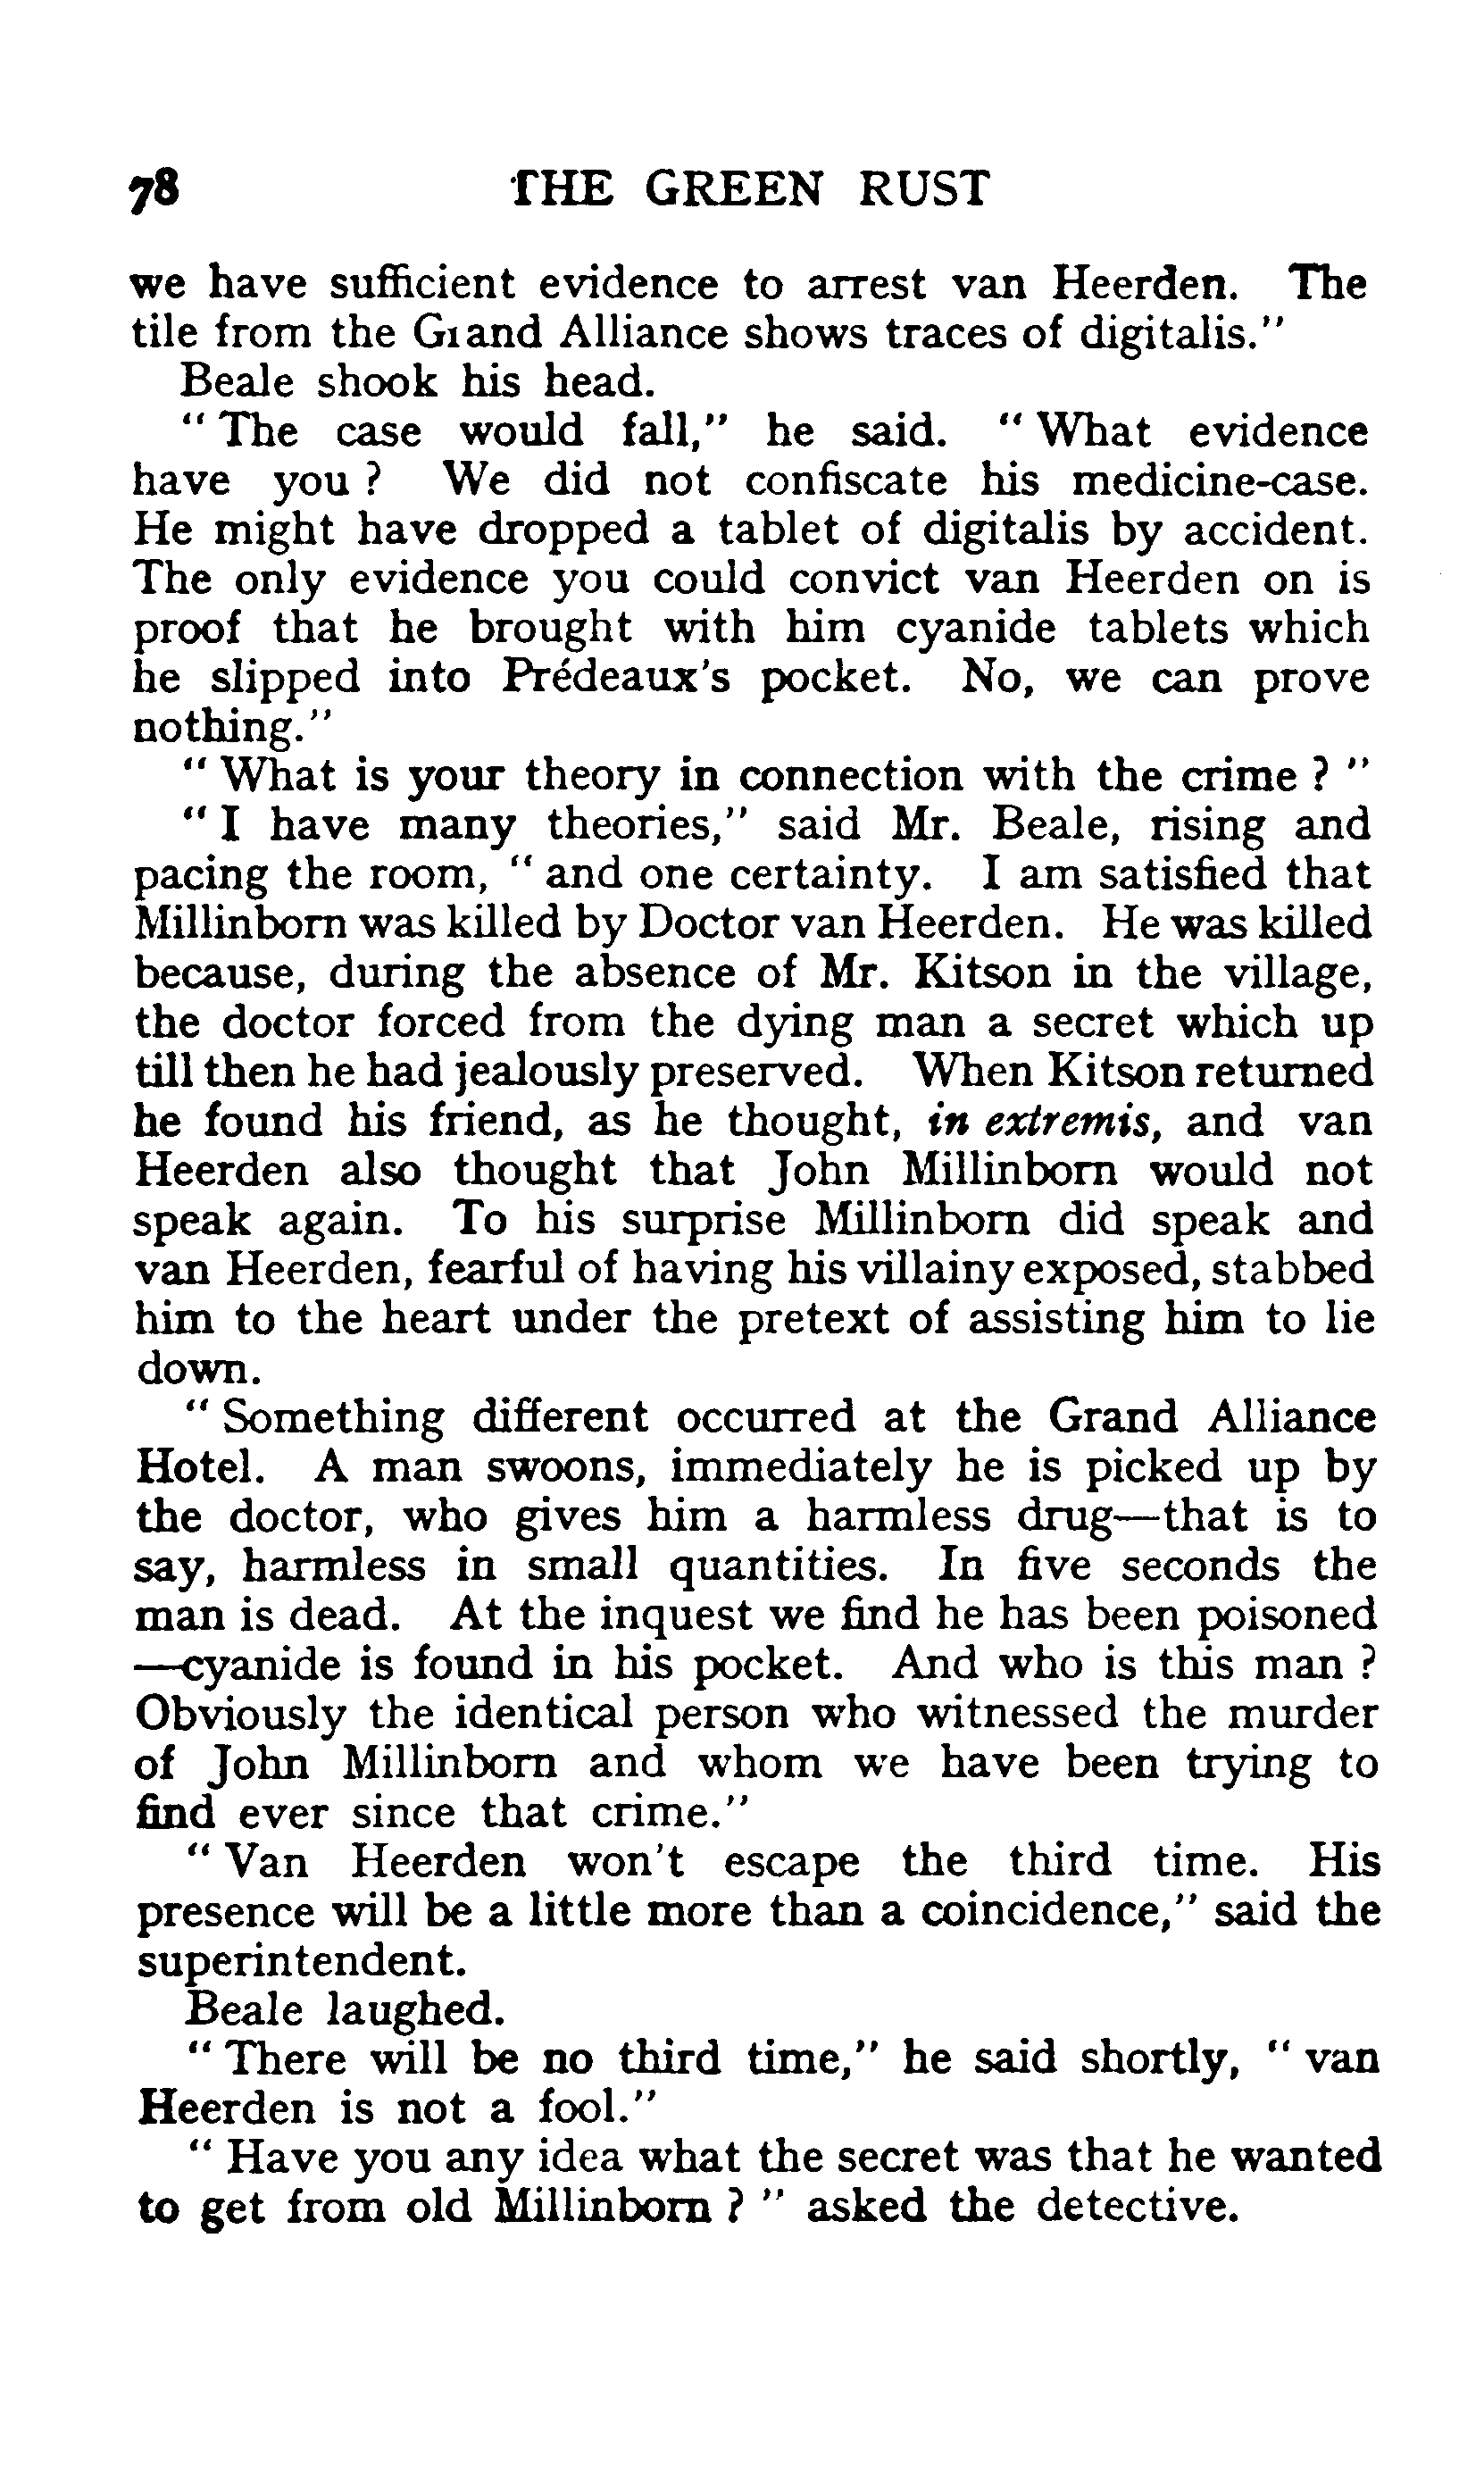 78 THE GREEN RUST
we have sufficient evidence to arrest van Heerden. The
tile from the Grand Alliance shows traces of digitalis."
Beale shook his head.
"The case would fall," he said. "What evidence
have you? We did not confiscate his medicine-case.
He might have dropped a tablet of digitalis by accident.
The only evidence you could convict van Heerden on is
proof that he brought with him cyanide tablets which
he slipped into Prédeaux's pocket. No, we can prove
nothing."
"What is your theory in connection with the crime?"
"I have many theories," said Mr. Beale, rising and
pacing the room, "and one certainty. I am satisfied that
Millinborn was killed by Doctor van Heerden. He was killed
because, during the absence of Mr. Kitson in the village,
the doctor forced from the dying man a secret which up
till then he had jealously preserved. When Kitson returned
he found his friend, as he thought, in extremis, and van
Heerden also thought that John Millinborn would not
speak again. To his surprise Millinborn did speak and
van Heerden, fearful of having his villainy exposed, stabbed
him to the heart under the pretext of assisting him to lie
down.
"Something different occurred at the Grand Alliance
Hotel. A man swoons, immediately he is picked up by
the doctor, who gives him a harmless drug—that is to
say, harmless in small quantities. In five seconds the
man is dead. At the inquest we find he has been poisoned
—cyanide is found in his pocket. And who is this man?
Obviously the identical person who witnessed the murder
of John Millinborn and whom we have been trying to
find ever since that crime."
"Van Heerden won't escape the third time. His
presence will be a little more than a coincidence," said the
superintendent.
Beale laughed.
"There will be no third time," he said shortly, "van
Heerden is not a fool."
"Have you any idea what the secret was that he wanted
to get from old Millinborn?" asked the detective.